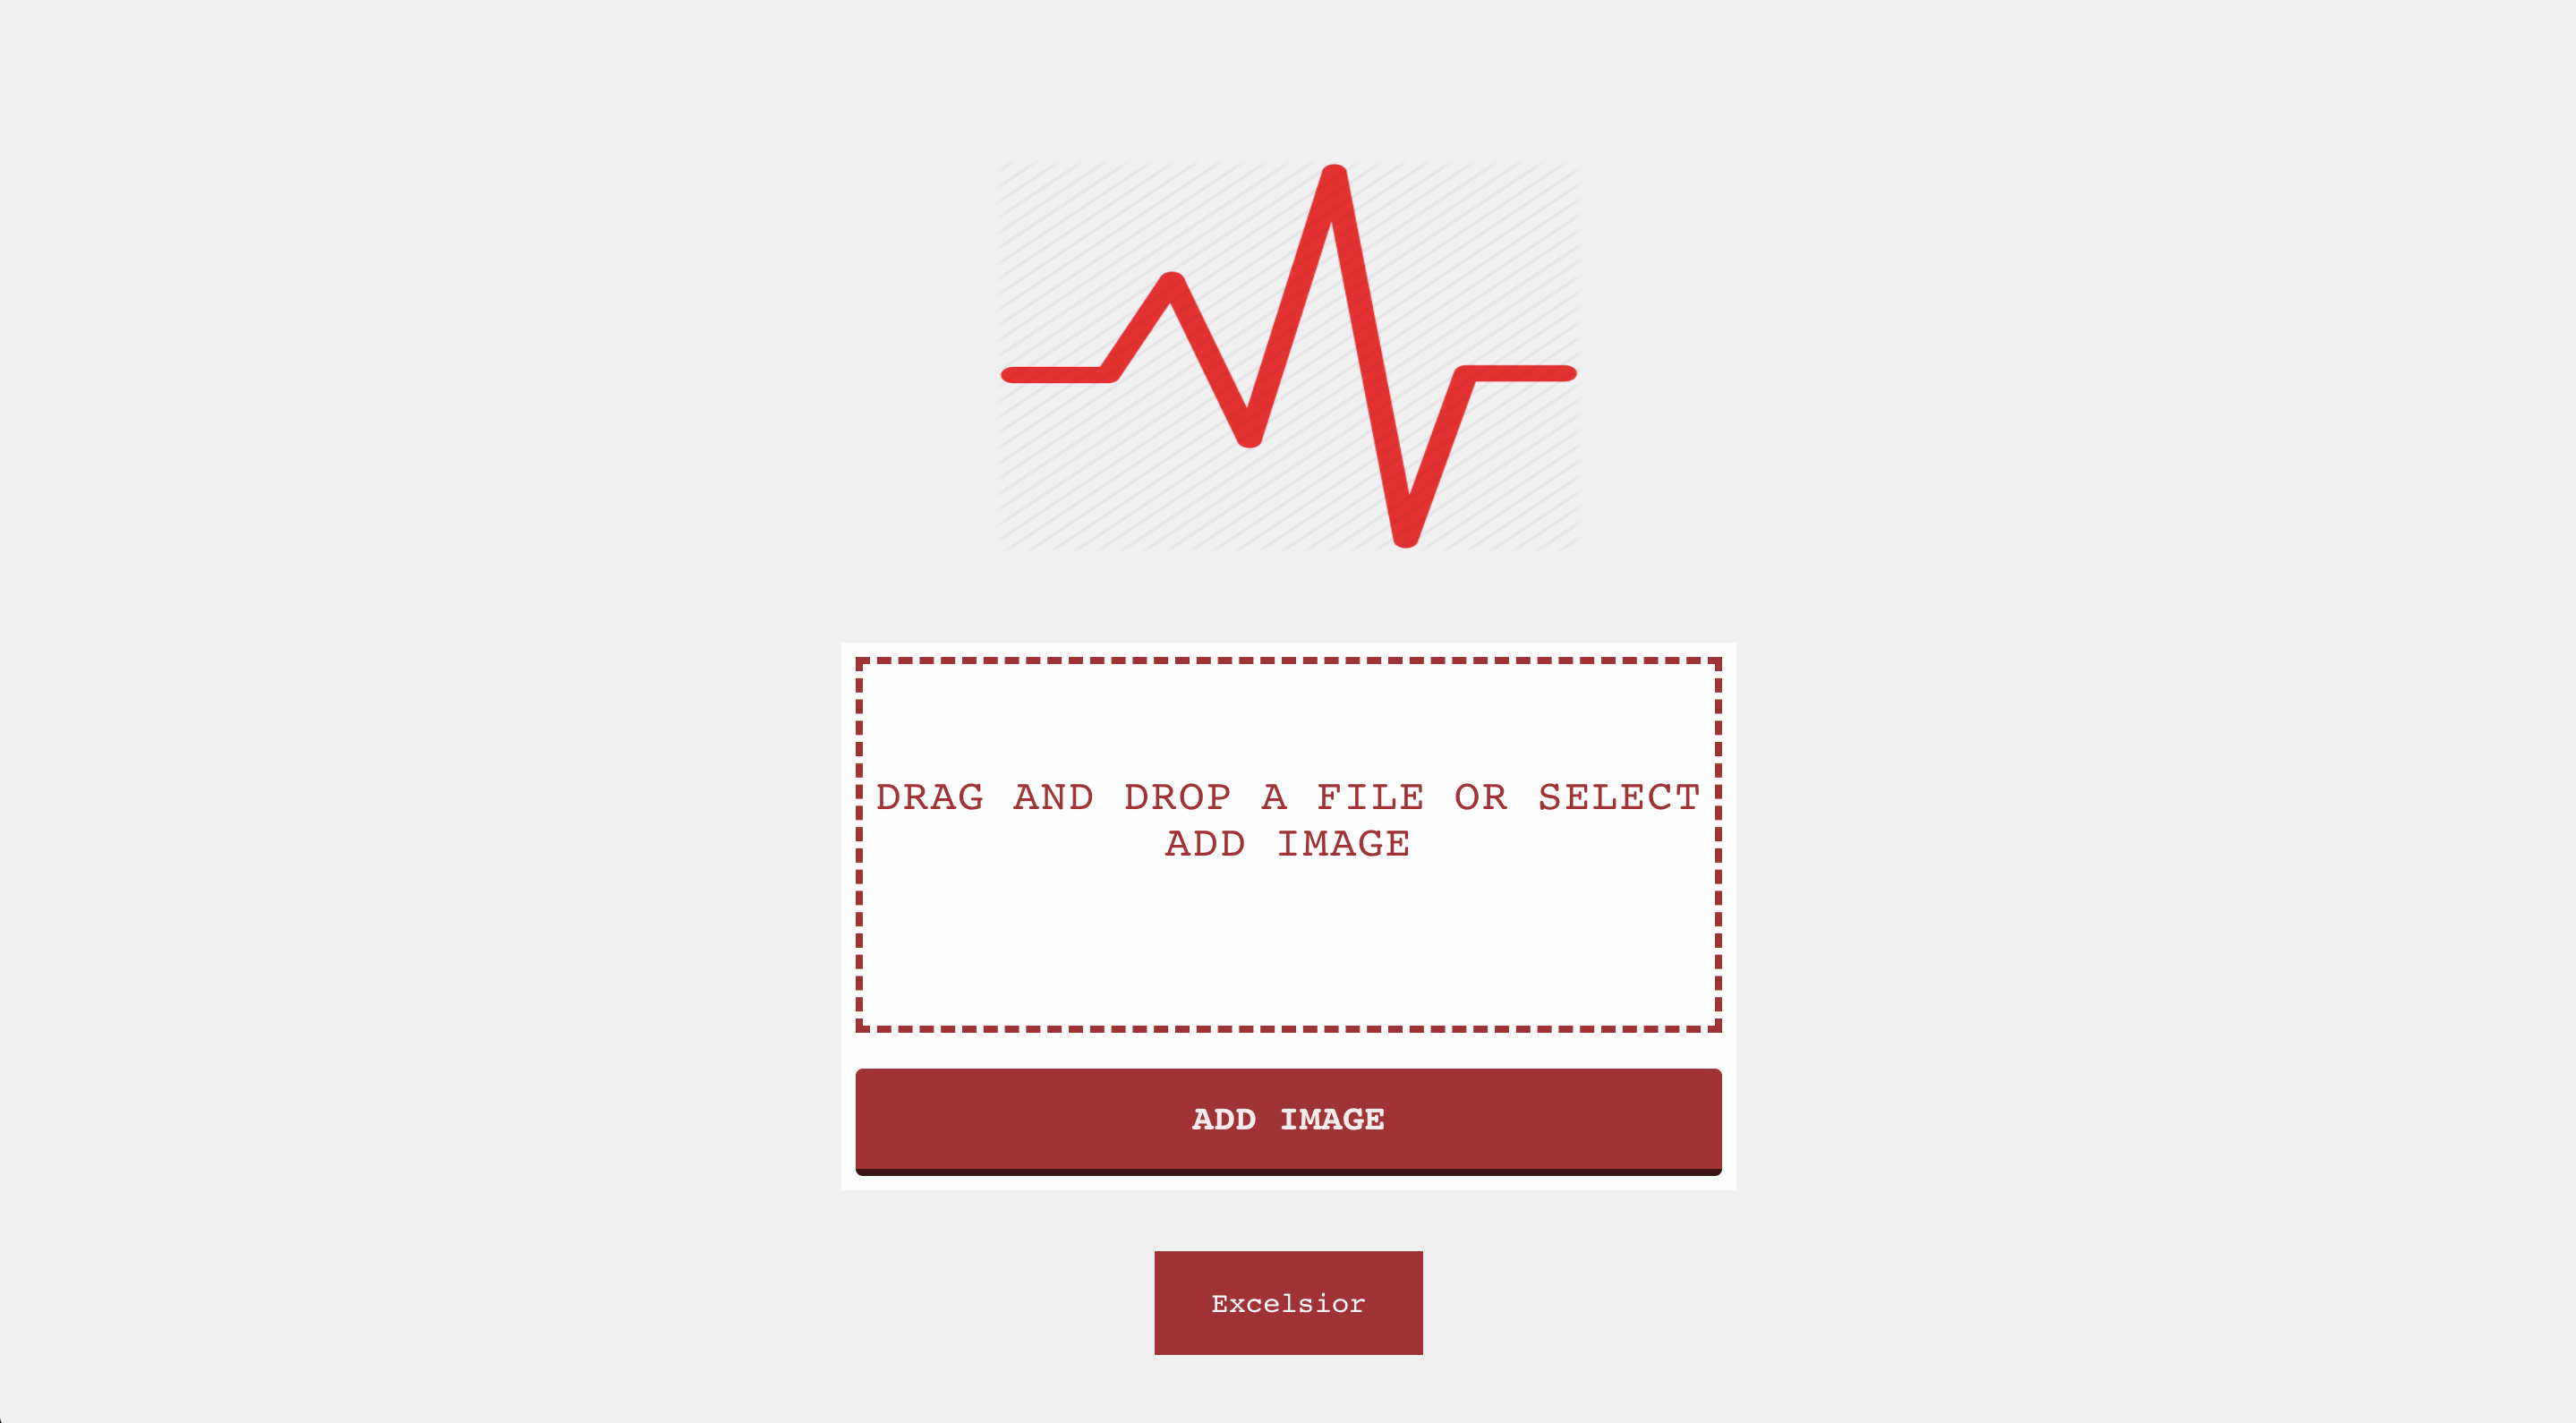 DRAG AND DROP A FILE OR SELECT
ADD IMAGE
ADD IMAGE
Excelsior